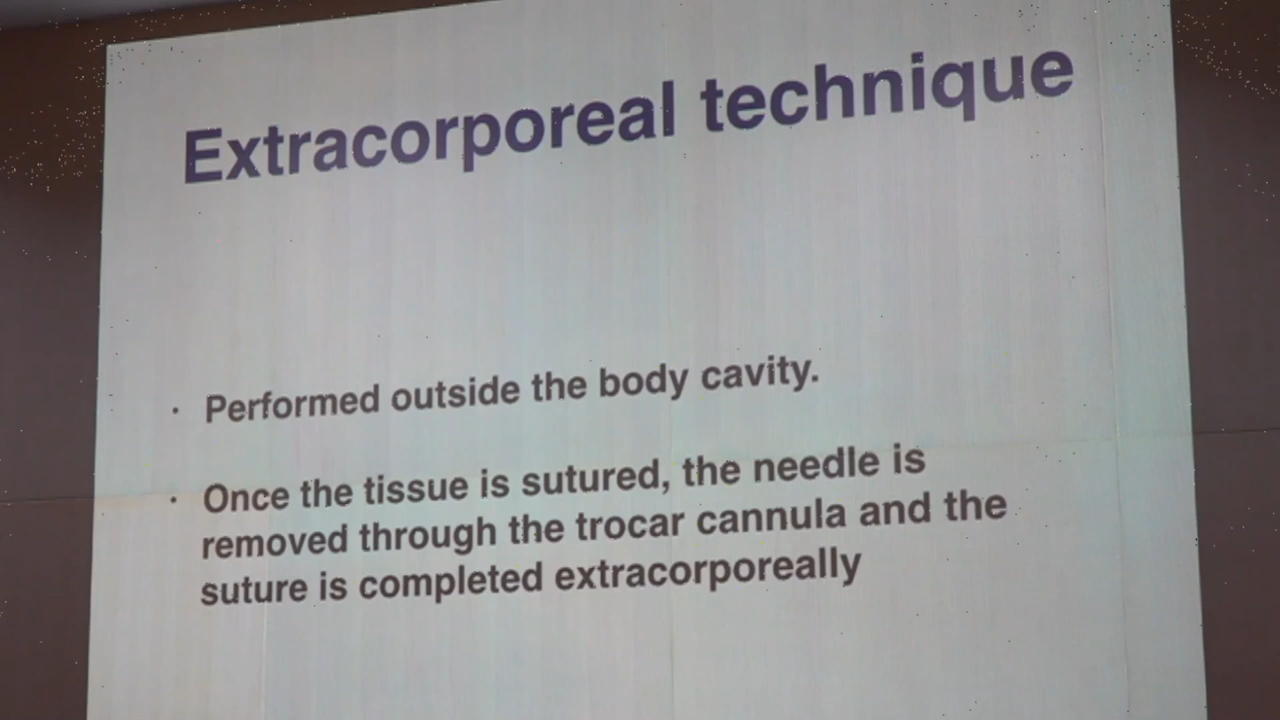 Extracorporeal technique
· Performed outside the body cavity.
· Once the tissue is sutured, the needle is
removed through the trocar cannula and the
suture is completed extracorporeally